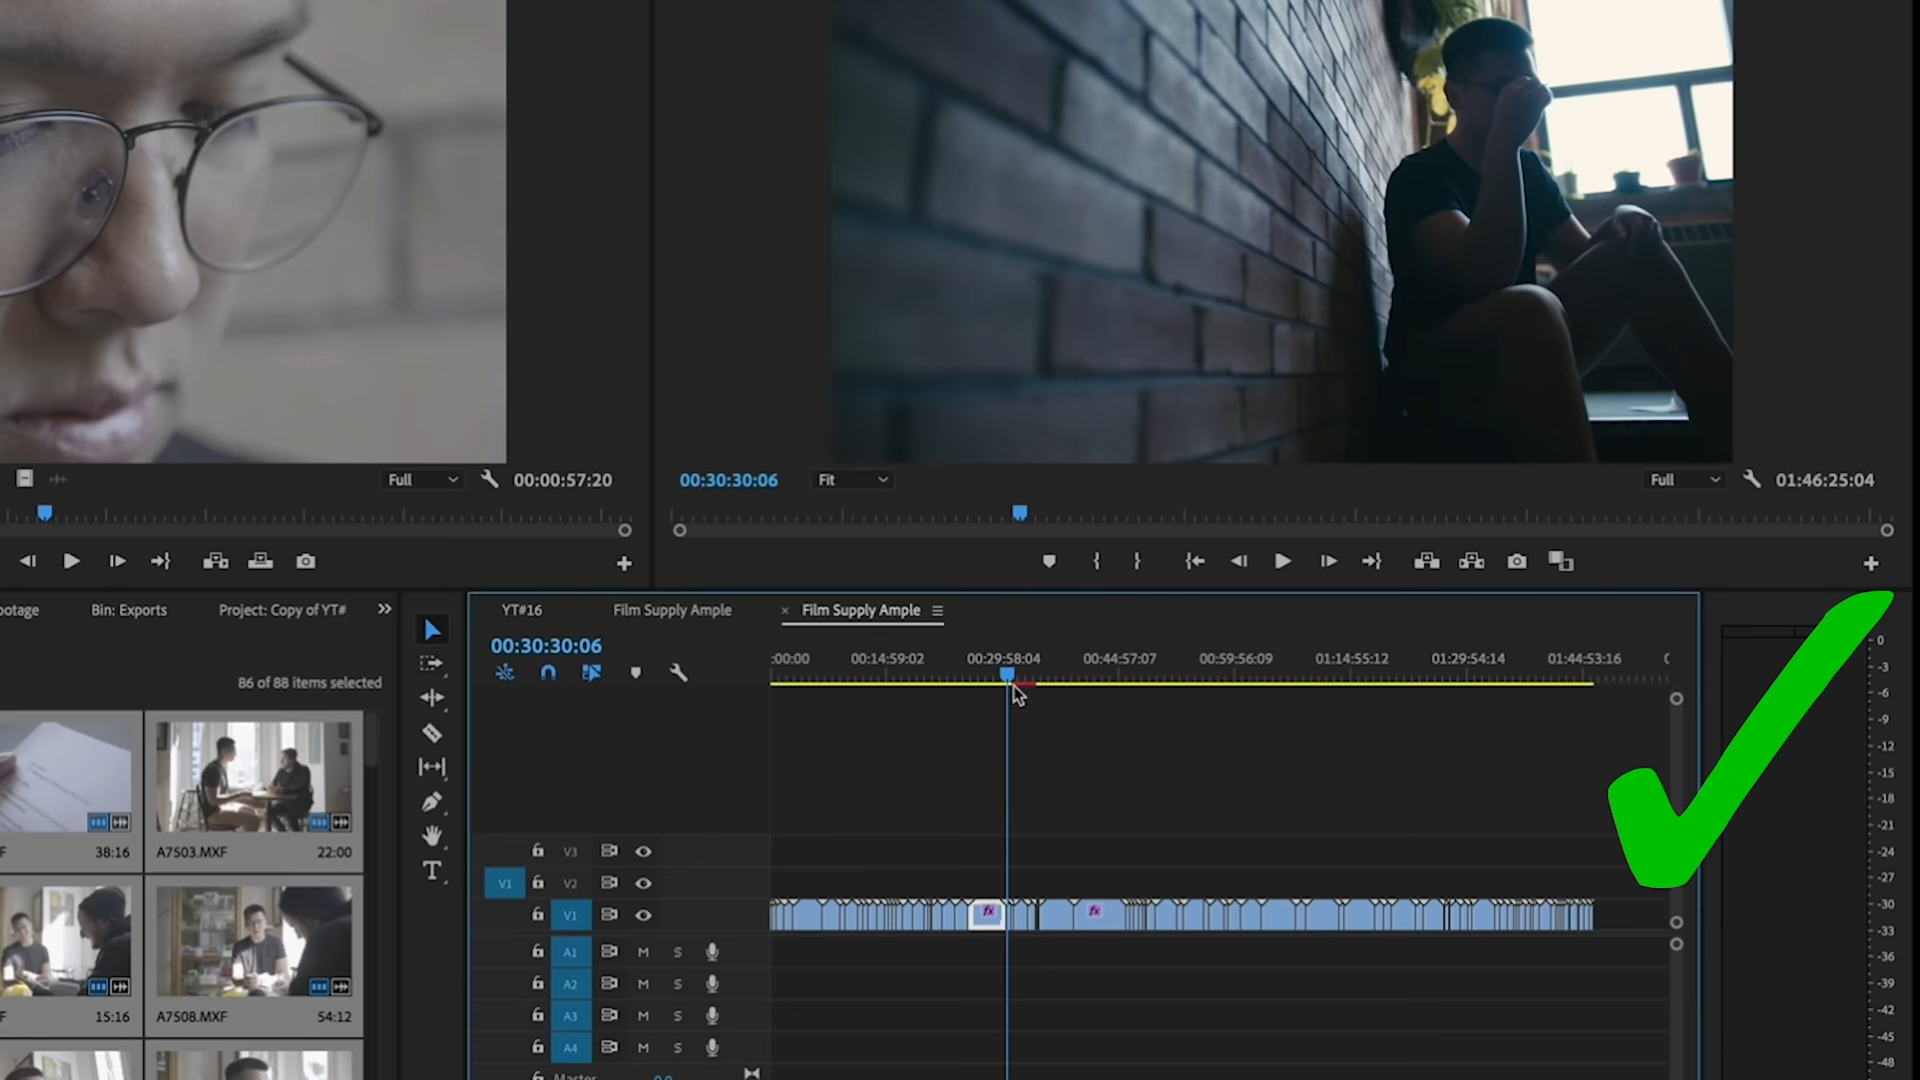 Full
00:00:57:20
00:30:30:06
Fit
Full
01:46:25:04
ootage
Bin: Exports
Project: Copy of YT#
YT#16
Film Supply Ample
Film Supply Ample
00:30:30:06
:00:00
00:14:59:02
00:29:58:04
00:44:57:07
00:59:56:09
01:14:55:12
01:29:54:14
01:44:53:16
86 of 88 items selected
F
38:16
A7503.MXF
22:00
F
15:16
A7508.MXF
54:12
V3
V1
V2
V1
fx
fx
A1
M
S
A2
M
S
A3
M
S
A4
M
S
Master
0.0
T
0
-3
-6
-9
-12
-15
-18
-21
-24
-27
-30
-33
-36
-39
-42
-45
-48